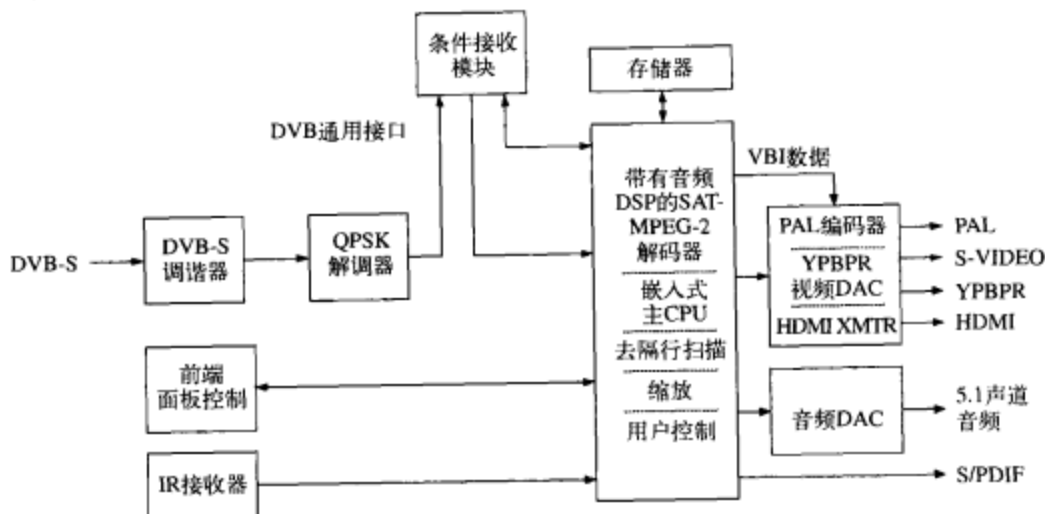 条件接收
模块
存储器
DVB通用接口
VBI数据
带有音频
DSP的SAT-
MPEG-2
解码器
嵌入式
主CPU
去隔行扫描
缩放
用户控制
DVB-S
DVB-S
调谐器
QPSK
解调器
PAL编码器
YPBPR
视频DAC
HDMI XMTR
PAL
S-VIDEO
YPBPR
HDMI
前端
面板控制
音频DAC
5.1声道
音频
IR接收器
S/PDIF